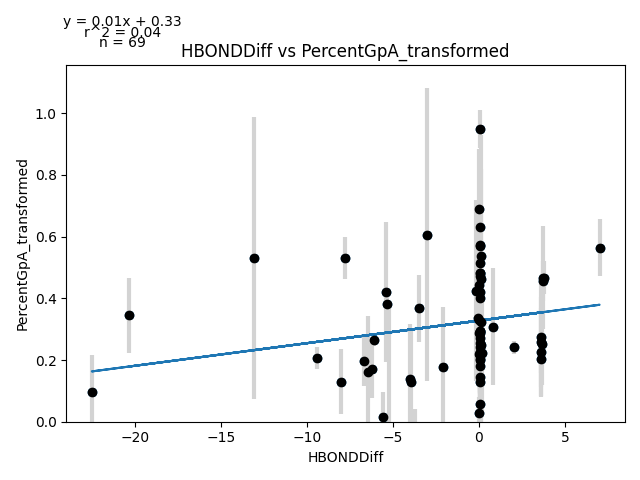 y = 0.01x + 0.33
r^2 = 0.04
n = 69
HBONDDiff vs PercentGpA_transformed
PercentGpA_transformed
1.0
0.8
0.6
0.4
0.2
0.0
−20
−15
−10
−5
0
5
HBONDDiff